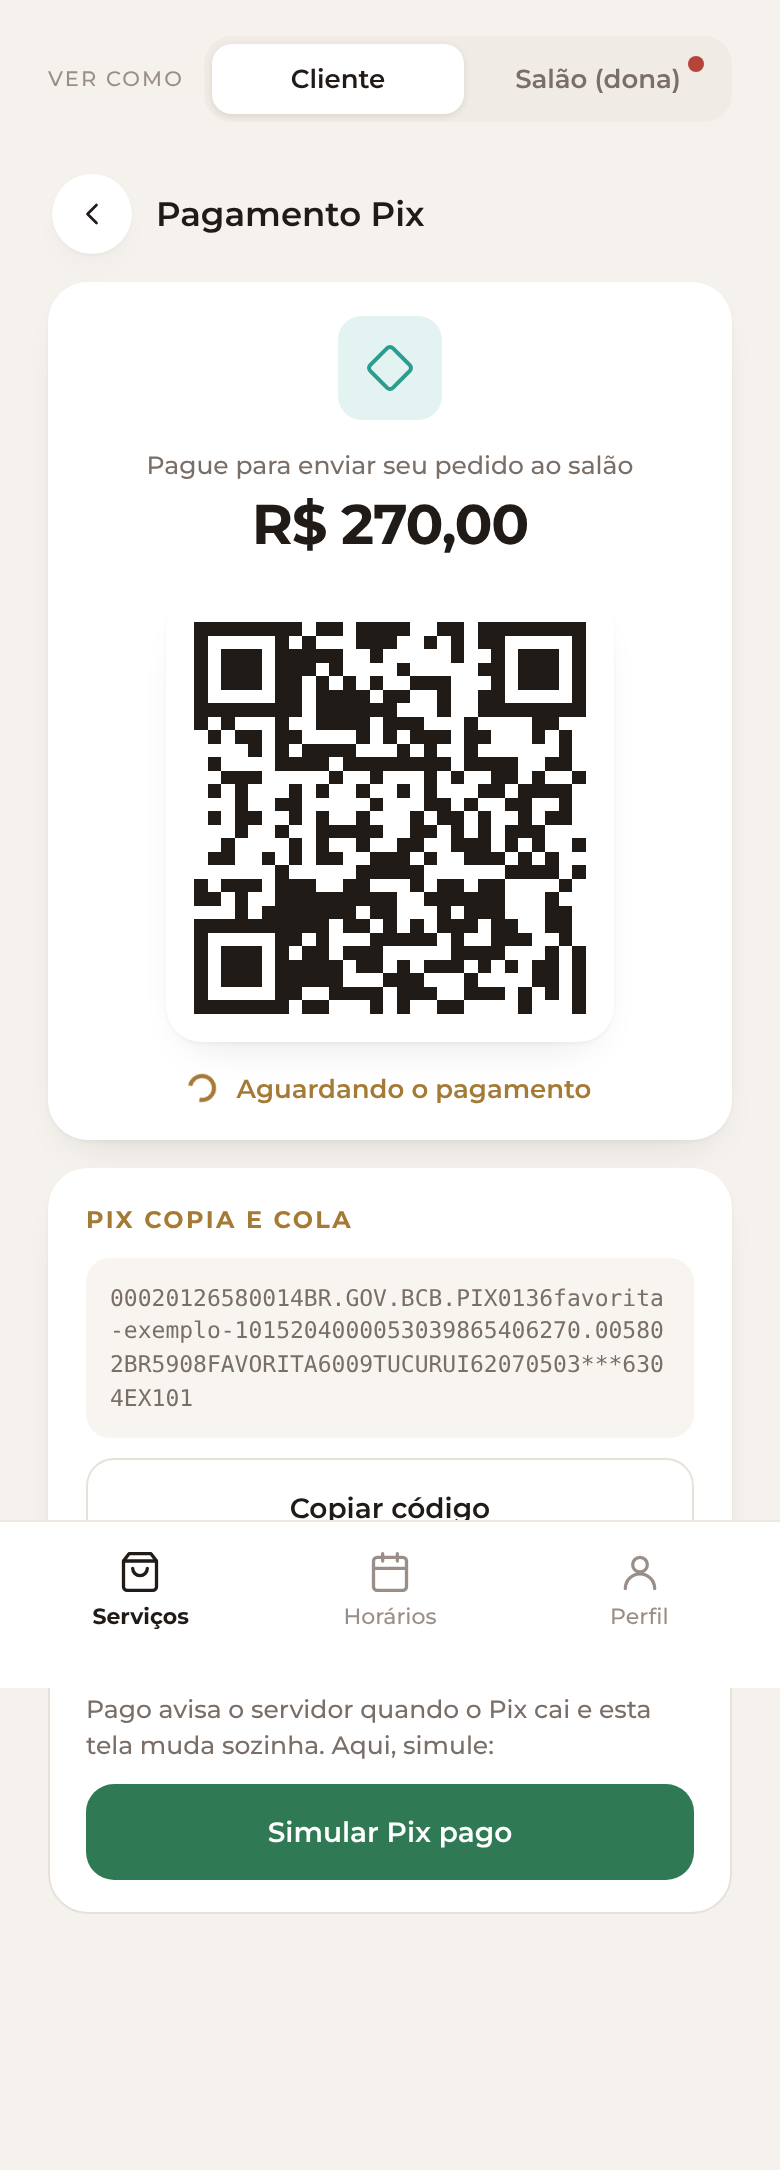 VER COMO
Cliente
Salão (dona)
Pagamento Pix
Pague para enviar seu pedido ao salão
R$ 270,00
Aguardando o pagamento
PIX COPIA E COLA
00020126580014BR.GOV.BCB.PIX0136favorita
-exemplo-1015204000053039865406270.00580
2BR5908FAVORITA6009TUCURUI62070503***630
4EX101
Copiar código
Serviços
Horários
Perfil
Pago avisa o servidor quando o Pix cai e esta
tela muda sozinha. Aqui, simule:
Simular Pix pago